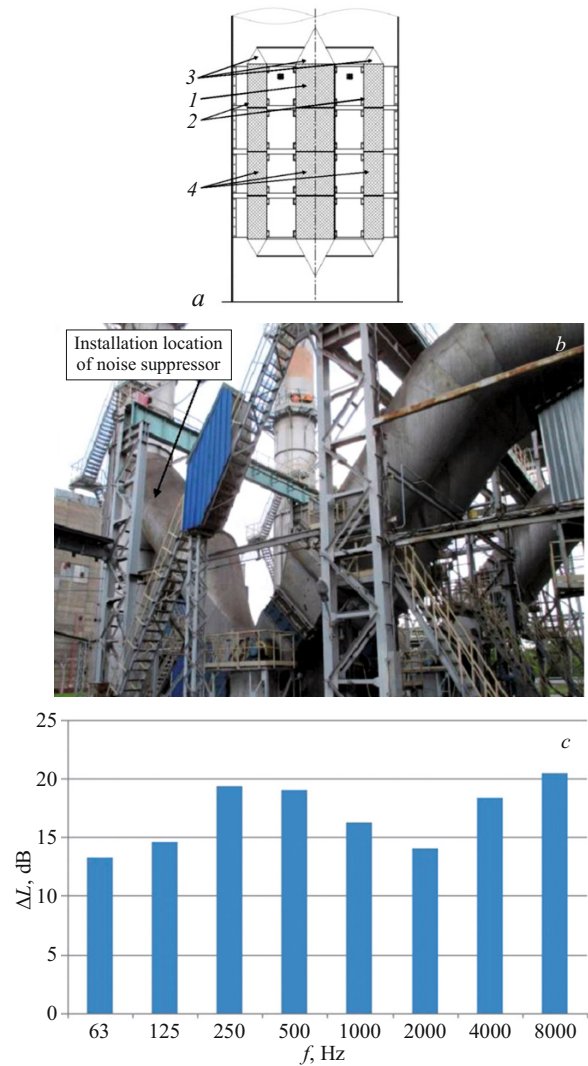 3
1
2
4
a
Installation location
of noise suppressor
b
c
25
20
15
10
5
0
ΔL, dB
63 125 250 500 1000 2000 4000 8000
f, Hz